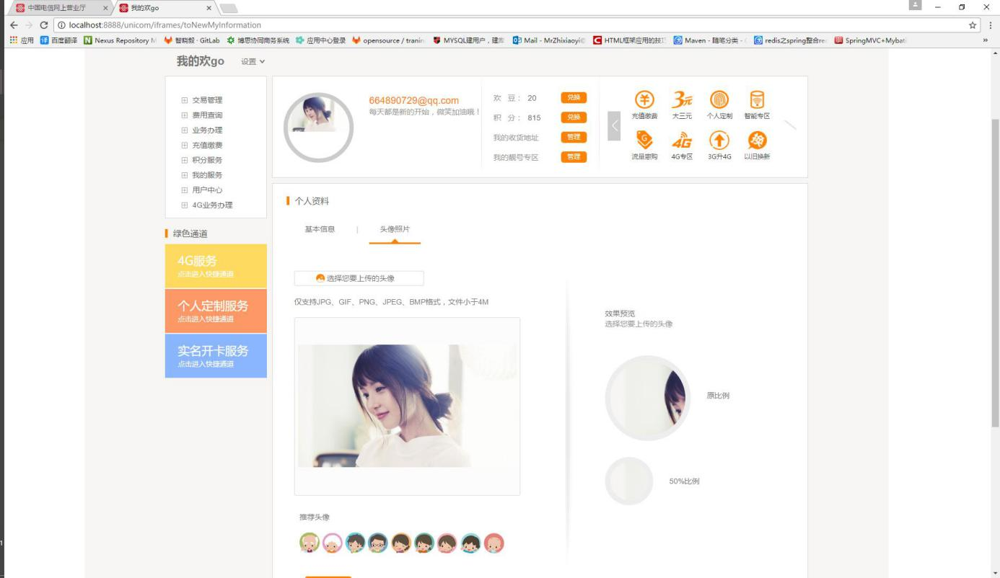 中国电信网上营业厅
我的欢go
localhost:8888/unicom/iframes/toNewMyInformation
应用 百度翻译 Nexus Repository M 智晓毅 · GitLab 博思协同商务系统 应用中心登录 opensource / tranin MYSQL建用户，建库 Mail - MrZhixiaoyi@ HTML框架应用的技巧 Maven - 随笔分类 - redis之spring整合re SpringMVC+Mybati »
我的欢go 设置
交易管理
费用查询
业务办理
充值缴费
积分服务
我的服务
用户中心
4G业务办理
绿色通道
4G服务
点击进入快捷通道
个人定制服务
点击进入快捷通道
实名开卡服务
点击进入快捷通道
664890729@qq.com
每天都是新的开始，微笑加油哦！
欢 豆： 20 兑换
积 分： 815 兑换
我的收货地址 管理
我的靓号专区 管理
充值缴费 大三元 个人定制 智能专区
流量惠购 4G专区 3G升4G 以旧换新
个人资料
基本信息 | 头像照片
选择您要上传的头像
仅支持JPG、GIF、PNG、JPEG、BMP格式，文件小于4M
效果预览
选择您要上传的头像
原比例
50%比例
推荐头像